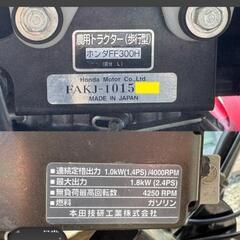 農用トラクター(歩行型)
ホンダFF300H
Honda Motor Co.,Ltd
FAKJ-1015
MADE IN JAPAN
連続定格出力 1.0kW(1.4PS)/4000RPM
最大出力 1.8kW(2.4PS)
無負荷最高回転数 4250 RPM
燃料 ガソリン
本田技研工業株式会社